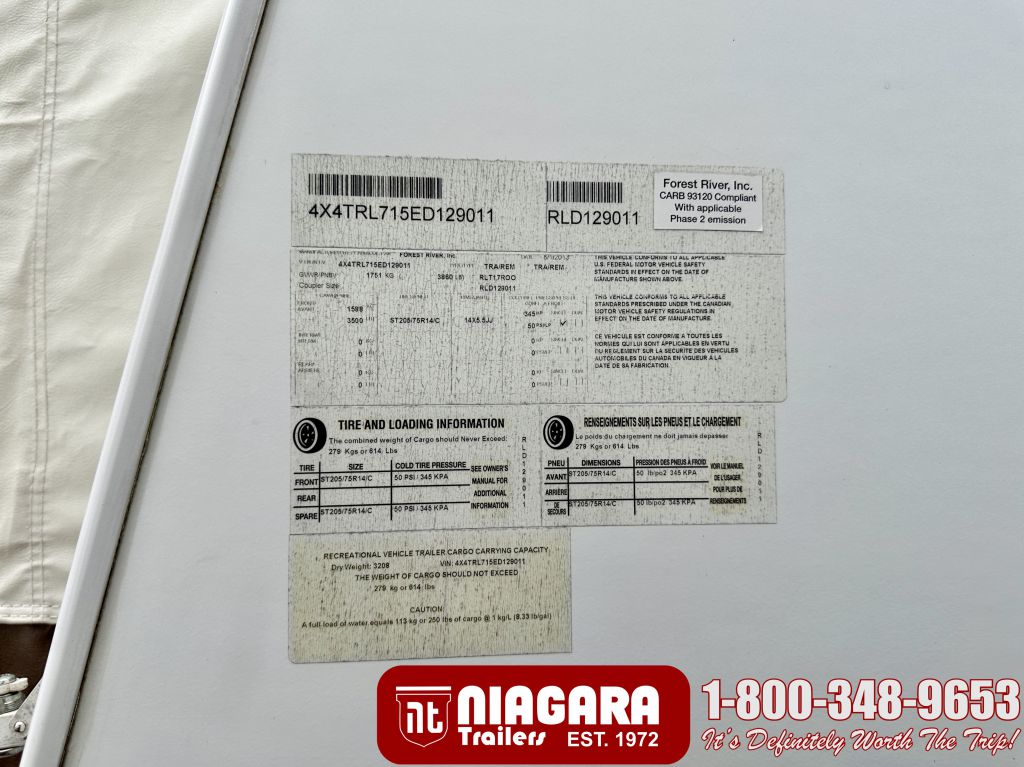 4X4TRL715ED129011
RLD129011
Forest River, Inc.
CARB 93120 Compliant
With applicable
Phase 2 emission
FOREST RIVER, Inc.
4X4TRL715ED129011 TRA/REM TRA/REM
GVWR/PNBV 1751 KG 3860 LB RLT17ROO
Coupler Size RLD129011
1588
3500 ST205/75R14/C 14X5.5JJ 345 50
0
0
0
0
THIS VEHICLE CONFORMS TO ALL APPLICABLE
U.S. FEDERAL MOTOR VEHICLE SAFETY
STANDARDS IN EFFECT ON THE DATE OF
MANUFACTURE SHOWN ABOVE.
THIS VEHICLE CONFORMS TO ALL APPLICABLE
STANDARDS PRESCRIBED UNDER THE CANADIAN
MOTOR VEHICLE SAFETY REGULATIONS IN
EFFECT ON THE DATE OF MANUFACTURE.
CE VEHICULE EST CONFORME A TOUTES LES
NORMES QUI LUI SONT APPLICABLES EN VERTU
DU REGLEMENT SUR LA SECURITE DES VEHICULES
AUTOMOBILES DU CANADA EN VIGUEUR A LA
DATE DE SA FABRICATION.
TIRE AND LOADING INFORMATION
The combined weight of Cargo should Never Exceed:
279 Kgs or 614 Lbs
TIRE SIZE COLD TIRE PRESSURE
FRONT ST205/75R14/C 50 PSI / 345 KPA
REAR
SPARE ST205/75R14/C 50 PSI / 345 KPA
SEE OWNER'S
MANUAL FOR
ADDITIONAL
INFORMATION
RENSEIGNEMENTS SUR LES PNEUS ET LE CHARGEMENT
Le poids du chargement ne doit jamais depasser
279 Kgs or 614 Lbs
PNEU DIMENSIONS PRESSION DES PNEUS À FROID
AVANT ST205/75R14/C 50 lb/po2 345 KPA
ARRIÈRE
DE SECOURS ST205/75R14/C 50 lb/po2 345 KPA
VOIR LE MANUEL
DE L'USAGER
POUR PLUS DE
RENSEIGNEMENTS
RLD129011
RECREATIONAL VEHICLE TRAILER CARGO CARRYING CAPACITY
Dry Weight: 3208 VIN: 4X4TRL715ED129011
THE WEIGHT OF CARGO SHOULD NOT EXCEED
279 kg or 614 lbs
CAUTION:
A full load of water equals 113 kg or 250 lbs of cargo @ 1 kg/L (8.33 lb/gal)
nt NIAGARA
Trailers EST. 1972
1-800-348-9653
It's Definitely Worth The Trip!